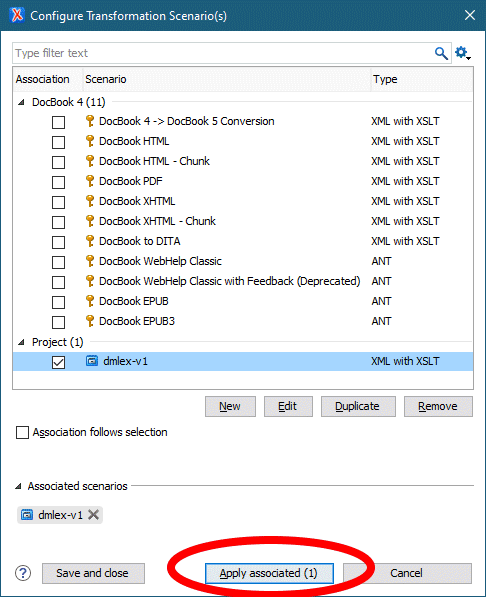 Configure Transformation Scenario(s)
Type filter text
Association Scenario Type
DocBook 4 (11)
DocBook 4 -> DocBook 5 Conversion XML with XSLT
DocBook HTML XML with XSLT
DocBook HTML - Chunk XML with XSLT
DocBook PDF XML with XSLT
DocBook XHTML XML with XSLT
DocBook XHTML - Chunk XML with XSLT
DocBook to DITA XML with XSLT
DocBook WebHelp Classic ANT
DocBook WebHelp Classic with Feedback (Deprecated) ANT
DocBook EPUB ANT
DocBook EPUB3 ANT
Project (1)
dmlex-v1 XML with XSLT
New Edit Duplicate Remove
Association follows selection
Associated scenarios
dmlex-v1
? Save and close Apply associated (1) Cancel